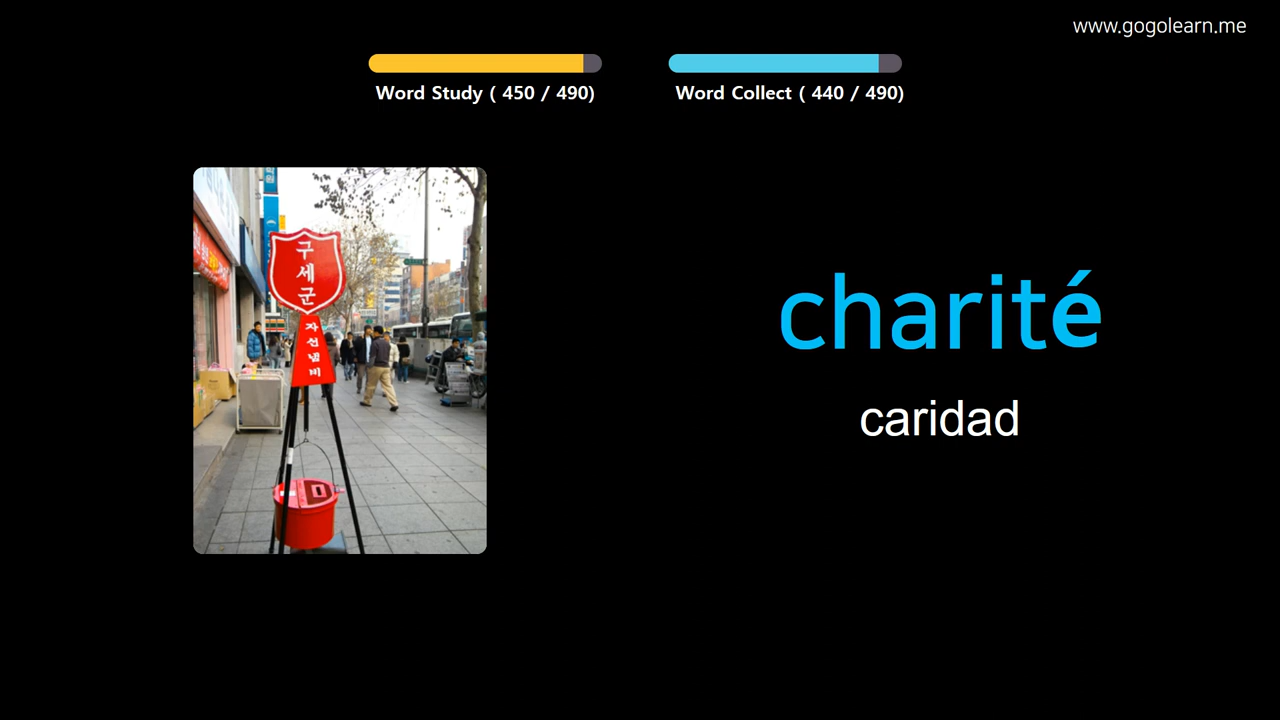 www.gogolearn.me
Word Study ( 450 / 490)
Word Collect ( 440 / 490)
구
세
군
자
선
냄
비
charité
caridad